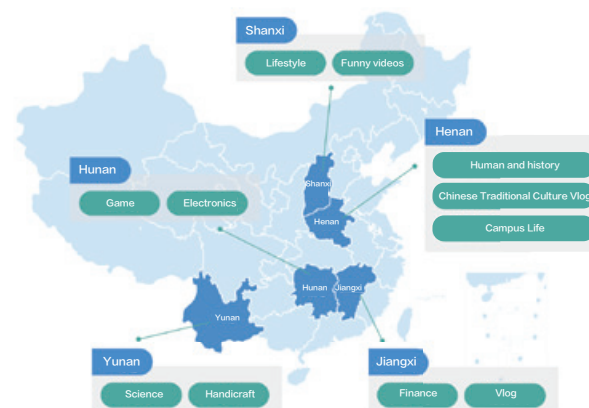 Shanxi
Lifestyle Funny videos
Henan
Human and history
Chinese Traditional Culture Vlog
Campus Life
Hunan
Game Electronics
Shanxi
Henan
Hunan Jiangxi
Yunan
Yunan
Science Handicraft
Jiangxi
Finance Vlog